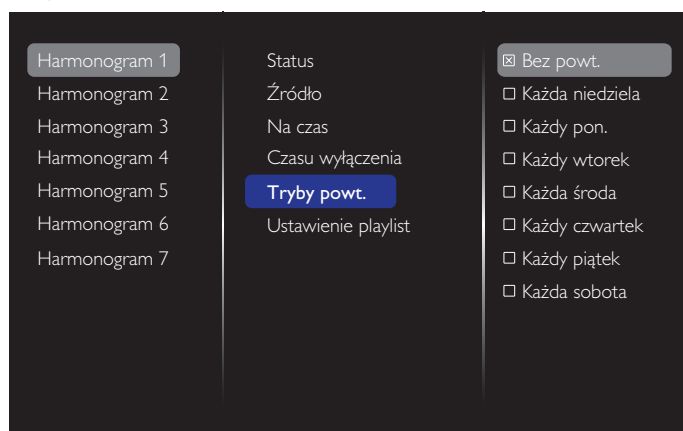 Harmonogram 1
Harmonogram 2
Harmonogram 3
Harmonogram 4
Harmonogram 5
Harmonogram 6
Harmonogram 7
Status
Źródło
Na czas
Czasu wyłączenia
Tryby powt.
Ustawienie playlist
☒ Bez powt.
☐ Każda niedziela
☐ Każdy pon.
☐ Każdy wtorek
☐ Każda środa
☐ Każdy czwartek
☐ Każdy piątek
☐ Każda sobota